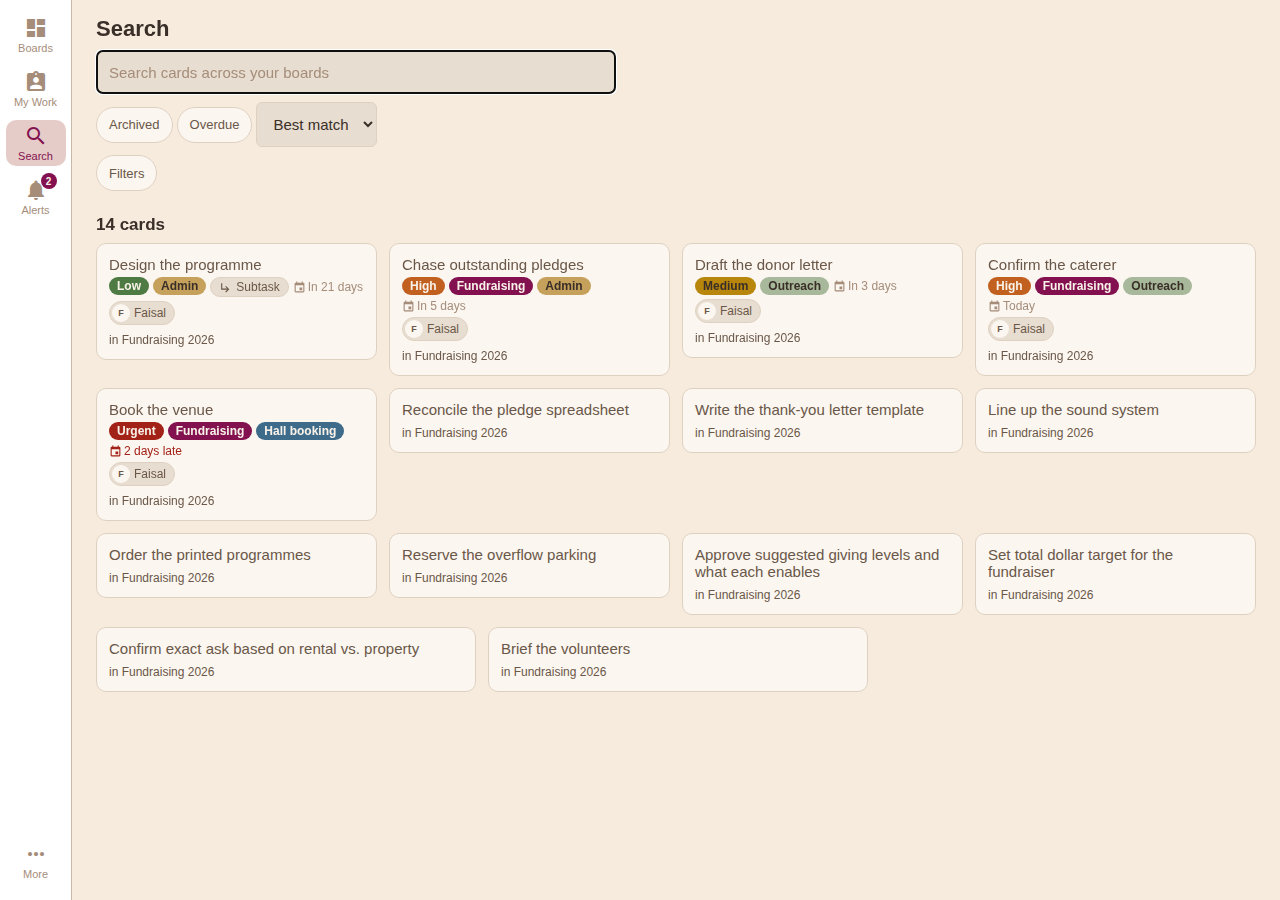 Boards
My Work
Search
2
Alerts
More
Search
Search cards across your boards
Archived
Overdue
Best match
Filters
14 cards
Design the programme
Low Admin Subtask In 21 days
F Faisal
in Fundraising 2026
Chase outstanding pledges
High Fundraising Admin
In 5 days
F Faisal
in Fundraising 2026
Draft the donor letter
Medium Outreach In 3 days
F Faisal
in Fundraising 2026
Confirm the caterer
High Fundraising Outreach
Today
F Faisal
in Fundraising 2026
Book the venue
Urgent Fundraising Hall booking
2 days late
F Faisal
in Fundraising 2026
Reconcile the pledge spreadsheet
in Fundraising 2026
Write the thank-you letter template
in Fundraising 2026
Line up the sound system
in Fundraising 2026
Order the printed programmes
in Fundraising 2026
Reserve the overflow parking
in Fundraising 2026
Approve suggested giving levels and
what each enables
in Fundraising 2026
Set total dollar target for the
fundraiser
in Fundraising 2026
Confirm exact ask based on rental vs. property
in Fundraising 2026
Brief the volunteers
in Fundraising 2026